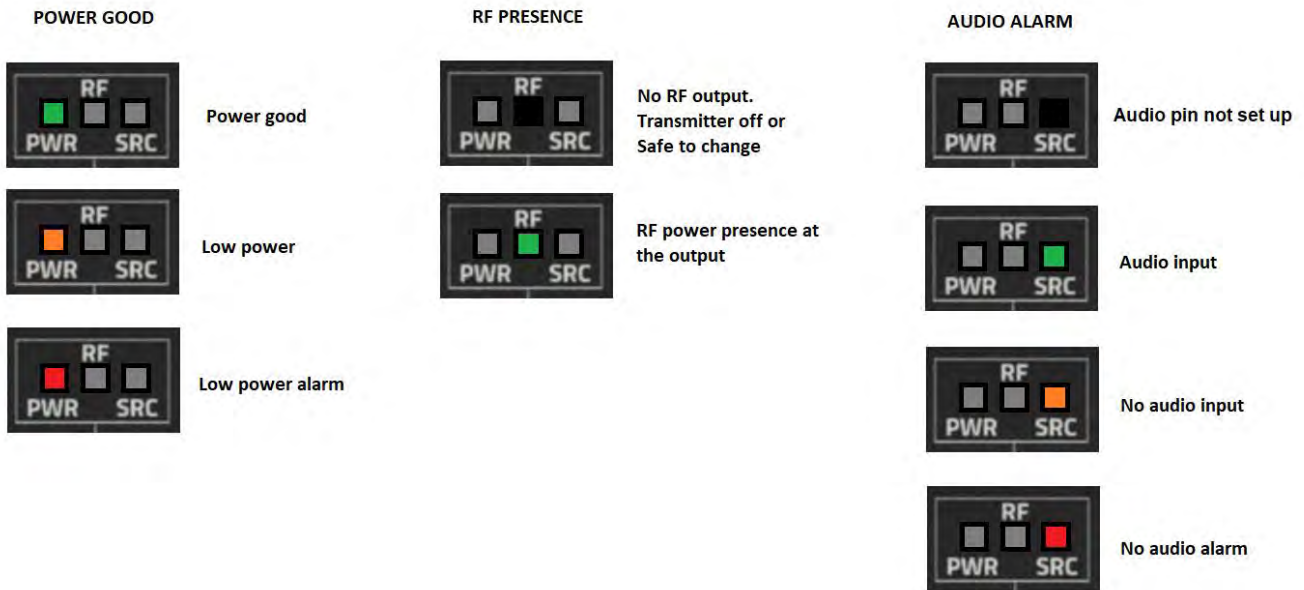 POWER GOOD
RF
PWR SRC
Power good
RF
PWR SRC
Low power
RF
PWR SRC
Low power alarm
RF PRESENCE
RF
PWR SRC
No RF output.
Transmitter off or
Safe to change
RF
PWR SRC
RF power presence at
the output
AUDIO ALARM
RF
PWR SRC
Audio pin not set up
RF
PWR SRC
Audio input
RF
PWR SRC
No audio input
RF
PWR SRC
No audio alarm